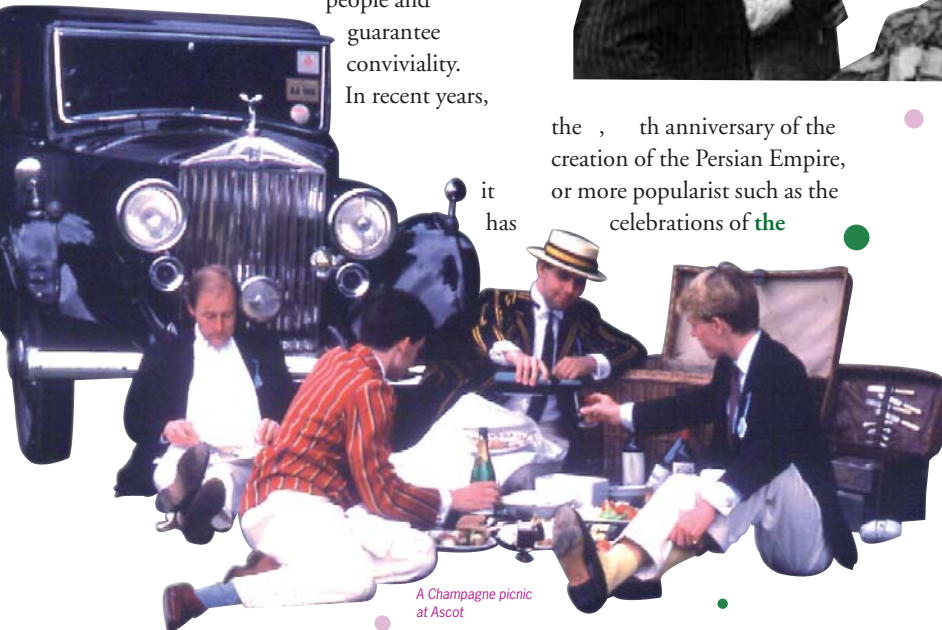 people and
guarantee
conviviality.
In recent years,
it
has
the , th anniversary of the
creation of the Persian Empire,
or more popularist such as the
celebrations of the
A Champagne picnic
at Ascot